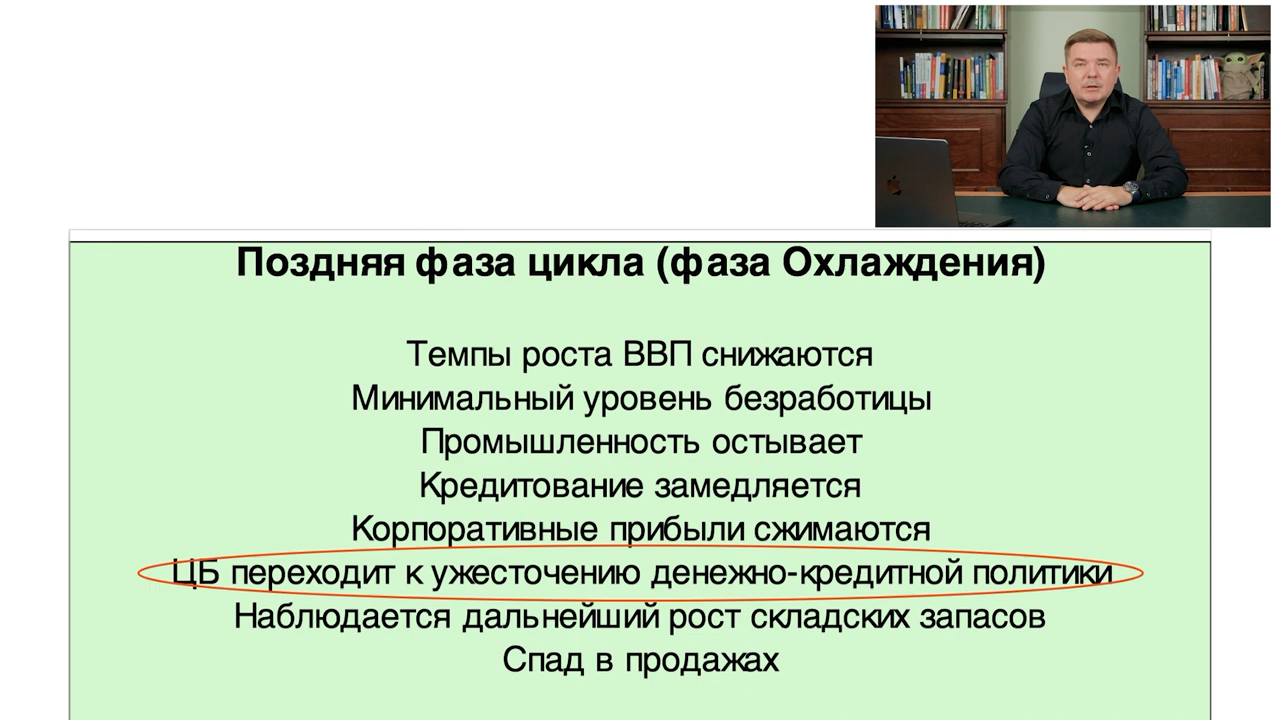 Поздняя фаза цикла (фаза Охлаждения)
Темпы роста ВВП снижаются
Минимальный уровень безработицы
Промышленность остывает
Кредитование замедляется
Корпоративные прибыли сжимаются
ЦБ переходит к ужесточению денежно-кредитной политики
Наблюдается дальнейший рост складских запасов
Спад в продажах